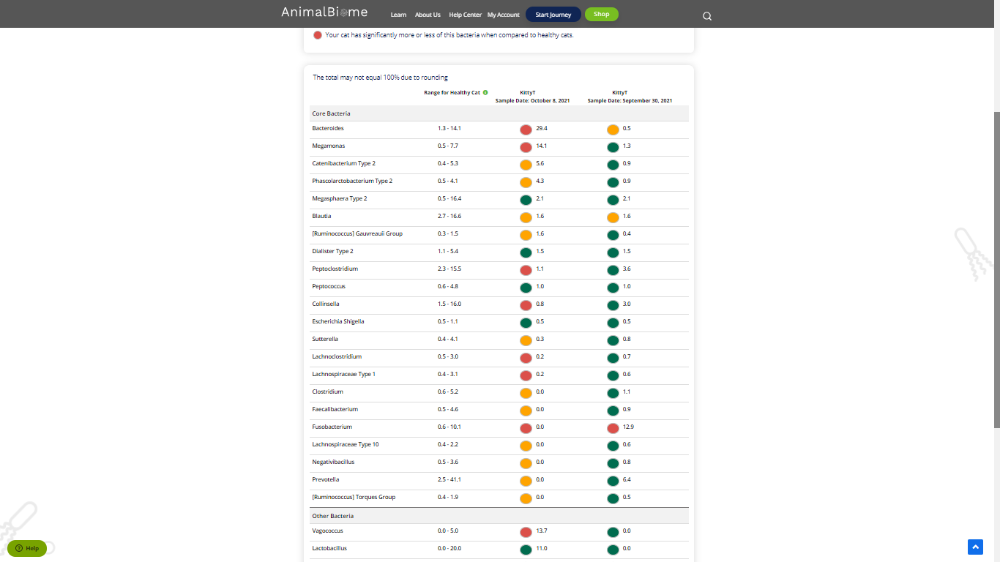 AnimalBiome
Learn About Us Help Center My Account Start Journey Shop
Your cat has significantly more or less of this bacteria when compared to healthy cats.
The total may not equal 100% due to rounding
Range for Healthy Cat i KittyT KittyT
Sample Date: October 8, 2021 Sample Date: September 30, 2021
Core Bacteria
Bacteroides 1.3 - 14.1 29.4 0.5
Megamonas 0.5 - 7.7 14.1 1.3
Catenibacterium Type 2 0.4 - 5.3 5.6 0.9
Phascolarctobacterium Type 2 0.5 - 4.1 4.3 0.9
Megasphaera Type 2 0.5 - 16.4 2.1 2.1
Blautia 2.7 - 16.6 1.6 1.6
[Ruminococcus] Gauvreauii Group 0.3 - 1.5 1.6 0.4
Dialister Type 2 1.1 - 5.4 1.5 1.5
Peptoclostridium 2.3 - 15.5 1.1 3.6
Peptococcus 0.6 - 4.8 1.0 1.0
Collinsella 1.5 - 16.0 0.8 3.0
Escherichia Shigella 0.5 - 1.1 0.5 0.5
Sutterella 0.4 - 4.1 0.3 0.8
Lachnoclostridium 0.5 - 3.0 0.2 0.7
Lachnospiraceae Type 1 0.4 - 3.1 0.2 0.6
Clostridium 0.6 - 5.2 0.0 1.1
Faecalibacterium 0.5 - 4.6 0.0 0.9
Fusobacterium 0.6 - 10.1 0.0 12.9
Lachnospiraceae Type 10 0.4 - 2.2 0.0 0.6
Negativibacillus 0.5 - 3.6 0.0 0.8
Prevotella 2.5 - 41.1 0.0 6.4
[Ruminococcus] Torques Group 0.4 - 1.9 0.0 0.5
Other Bacteria
Vagococcus 0.0 - 5.0 13.7 0.0
Lactobacillus 0.0 - 20.0 11.0 0.0
Help